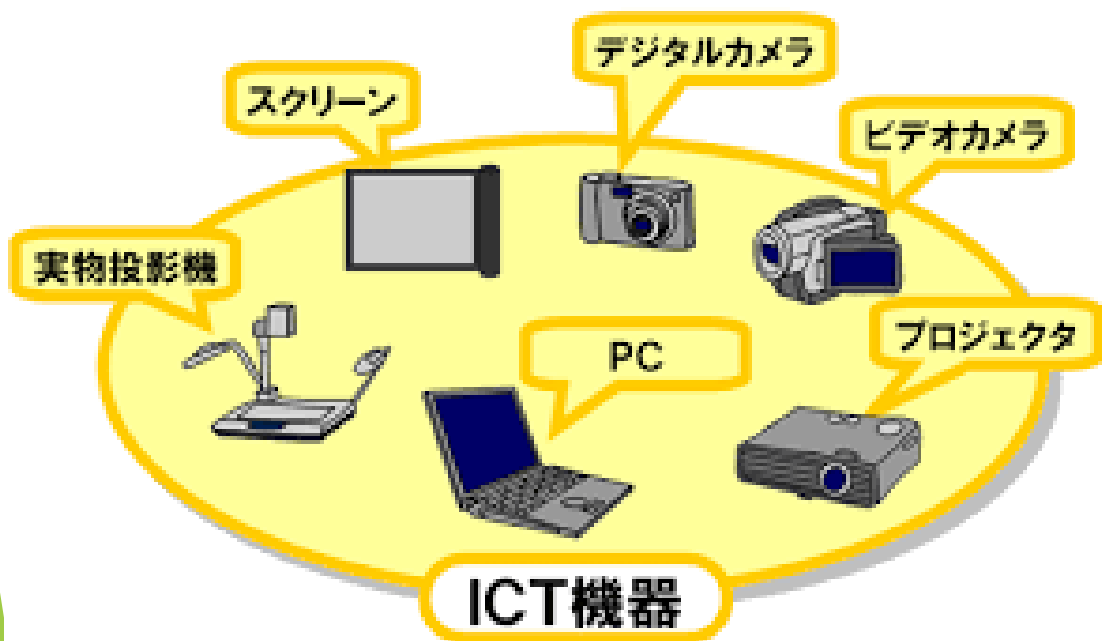 デジタルカメラ
スクリーン
ビデオカメラ
実物投影機
プロジェクタ
PC
ICT機器